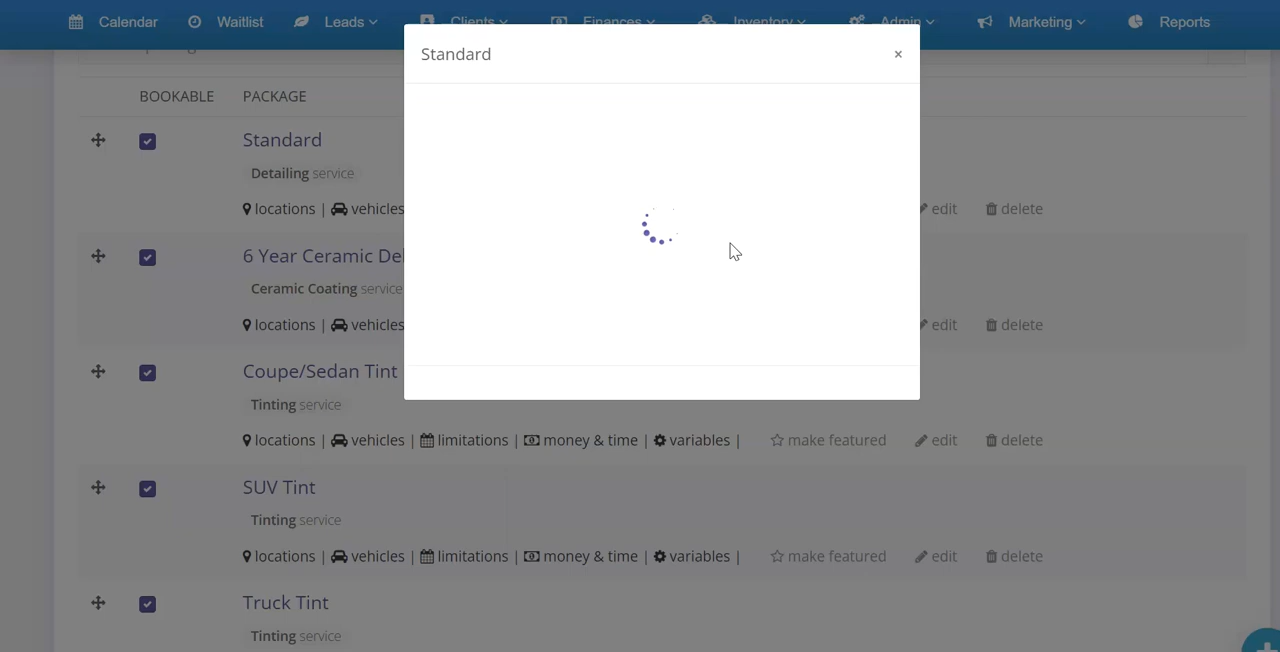 Calendar Waitlist Leads Clients Finances Inventory Admin Marketing Reports
Standard ×
BOOKABLE PACKAGE
Standard
Detailing service
locations | vehicles edit delete
6 Year Ceramic De
Ceramic Coating service
locations | vehicles edit delete
Coupe/Sedan Tint
Tinting service
locations | vehicles | limitations | money & time | variables | make featured edit delete
SUV Tint
Tinting service
locations | vehicles | limitations | money & time | variables | make featured edit delete
Truck Tint
Tinting service